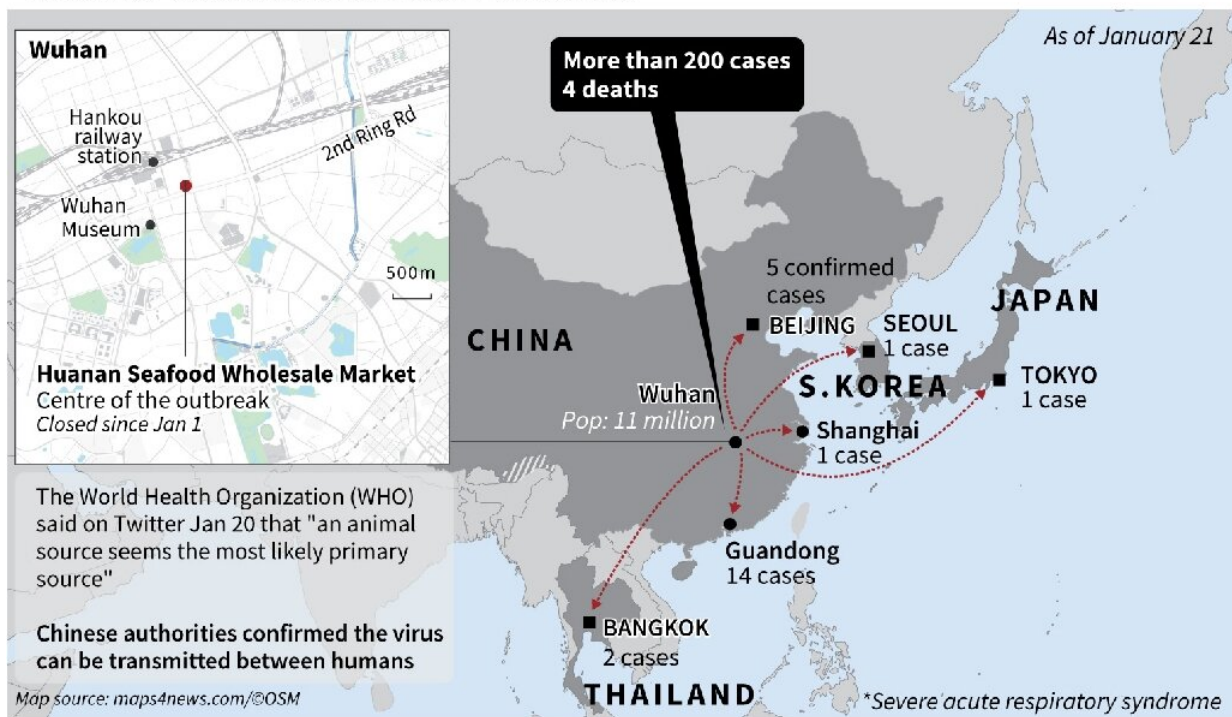 Wuhan
Hankou
railway
station
2nd Ring Rd
Wuhan
Museum
500m
Huanan Seafood Wholesale Market
Centre of the outbreak
Closed since Jan 1
The World Health Organization (WHO)
said on Twitter Jan 20 that "an animal
source seems the most likely primary
source"
Chinese authorities confirmed the virus
can be transmitted between humans
Map source: maps4news.com/©OSM
As of January 21
More than 200 cases
4 deaths
5 confirmed
cases
BEIJING
CHINA
JAPAN
SEOUL
1 case
S.KOREA
TOKYO
1 case
Wuhan
Pop: 11 million
Shanghai
1 case
Guandong
14 cases
BANGKOK
2 cases
THAILAND
*Severe acute respiratory syndrome